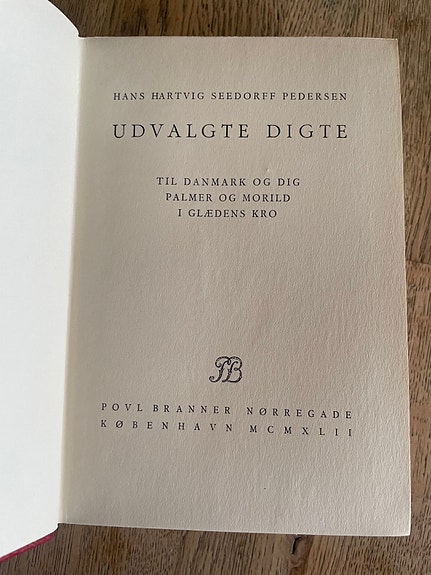 HANS HARTVIG SEEDORFF PEDERSEN
UDVALGTE DIGTE
TIL DANMARK OG DIG
PALMER OG MORILD
I GLÆDENS KRO
PB
POVL BRANNER NØRREGADE
KØBENHAVN MCMXLII